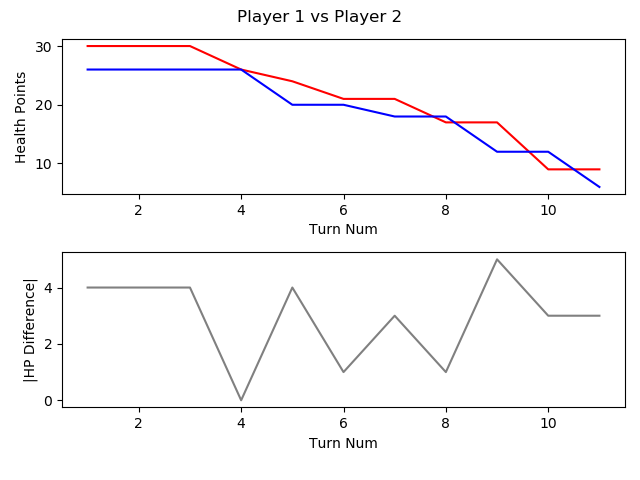 Player 1 vs Player 2
30
20
10
Health Points
2 4 6 8 10
Turn Num
4
2
0
|HP Difference|
2 4 6 8 10
Turn Num